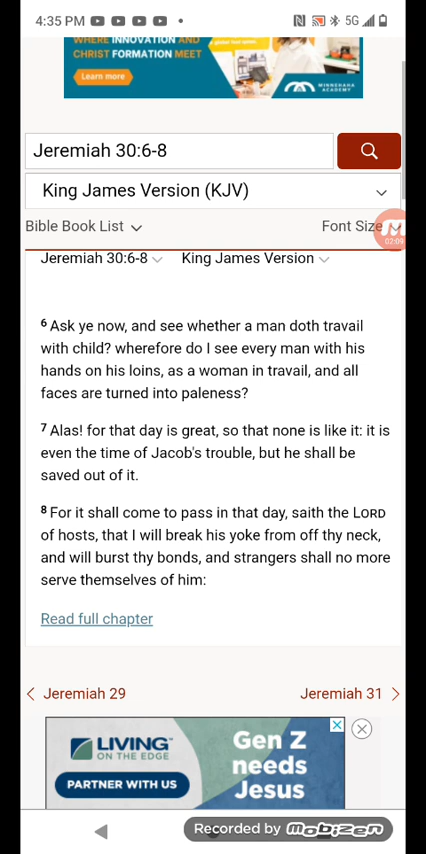 4:35 PM
5G
WHERE INNOVATION AND
CHRIST FORMATION MEET
Learn more
MINNEHAHA
ACADEMY
Jeremiah 30:6-8
King James Version (KJV)
Bible Book List
Font Size
02:09
Jeremiah 30:6-8 King James Version
6 Ask ye now, and see whether a man doth travail
with child? wherefore do I see every man with his
hands on his loins, as a woman in travail, and all
faces are turned into paleness?
7 Alas! for that day is great, so that none is like it: it is
even the time of Jacob's trouble, but he shall be
saved out of it.
8 For it shall come to pass in that day, saith the LORD
of hosts, that I will break his yoke from off thy neck,
and will burst thy bonds, and strangers shall no more
serve themselves of him:
Read full chapter
Jeremiah 29
Jeremiah 31
LIVING™
ON THE EDGE
PARTNER WITH US
Gen Z
needs
Jesus
Recorded by mobizen